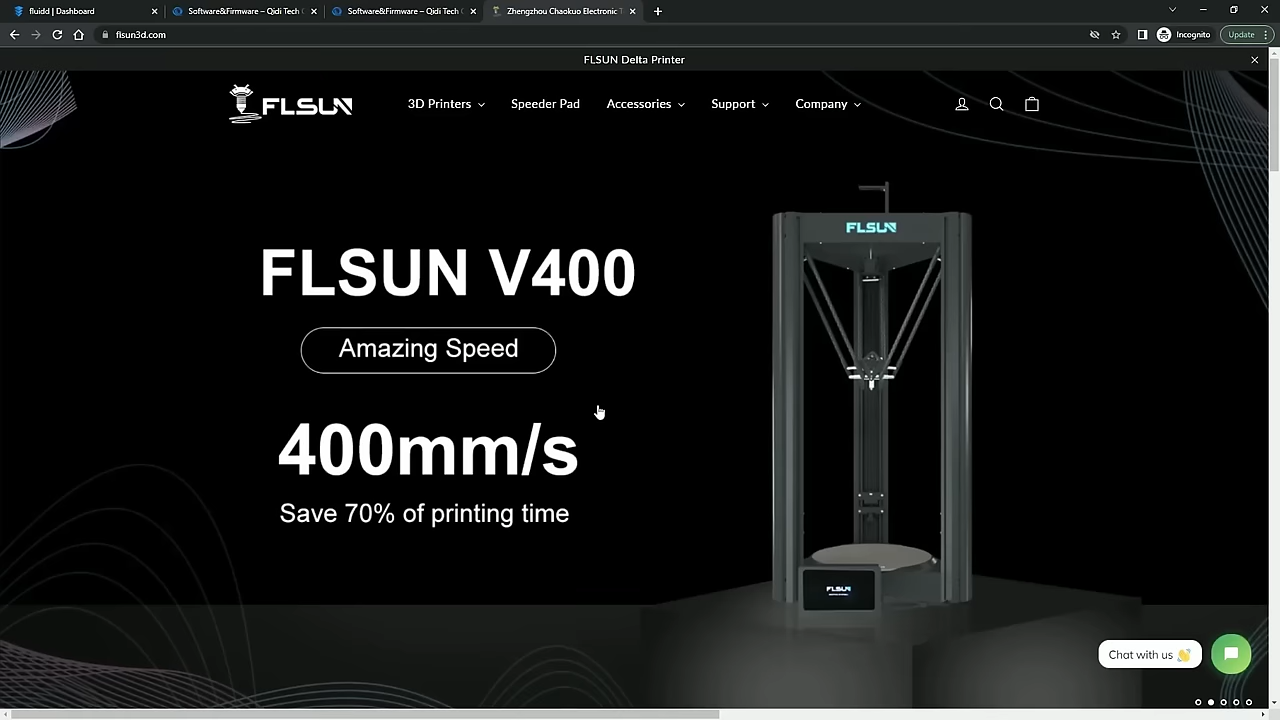 fluidd | Dashboard
Software&Firmware – Qidi Tech
Software&Firmware – Qidi Tech
Zhengzhou Chaokuo Electronic T
flsun3d.com
Incognito
Update
FLSUN Delta Printer
FLSUN
3D Printers
Speeder Pad
Accessories
Support
Company
FLSUN
FLSUN V400
Amazing Speed
400mm/s
Save 70% of printing time
FLSUN
Chat with us 👋